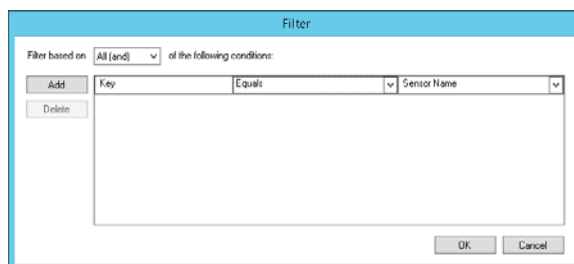 Filter
Filter based on All (and) of the following conditions:
Add Key Equals Sensor Name
Delete
OK Cancel